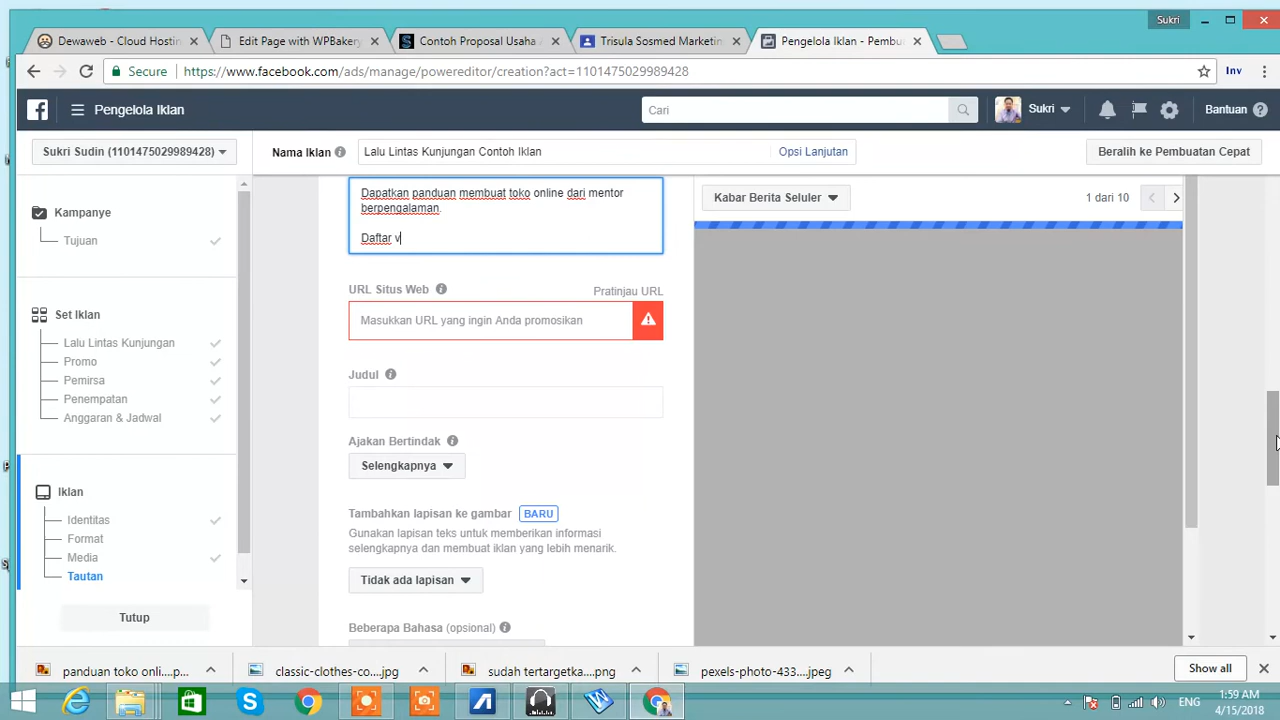 Sukri
Dewaweb - Cloud Hostin
Edit Page with WPBakery
Contoh Proposal Usaha
Trisula Sosmed Marketin
Pengelola Iklan - Pembu
Secure
https://www.facebook.com/ads/manage/powereditor/creation?act=1101475029989428
Inv
Pengelola Iklan
Cari
Sukri
Bantuan
Sukri Sudin (1101475029989428)
Nama Iklan
Lalu Lintas Kunjungan Contoh Iklan
Opsi Lanjutan
Beralih ke Pembuatan Cepat
Kampanye
Tujuan
Set Iklan
Lalu Lintas Kunjungan
Promo
Pemirsa
Penempatan
Anggaran & Jadwal
Iklan
Identitas
Format
Media
Tautan
Tutup
Dapatkan panduan membuat toko online dari mentor
berpengalaman.
Daftar v
URL Situs Web
Pratinjau URL
Masukkan URL yang ingin Anda promosikan
Judul
Ajakan Bertindak
Selengkapnya
Tambahkan lapisan ke gambar BARU
Gunakan lapisan teks untuk memberikan informasi
selengkapnya dan membuat iklan yang lebih menarik.
Tidak ada lapisan
Beberapa Bahasa (opsional)
Kabar Berita Seluler
1 dari 10
panduan toko onli....p...
classic-clothes-co....jpg
sudah tertargetka....png
pexels-photo-433....jpeg
Show all
ENG
1:59 AM
4/15/2018